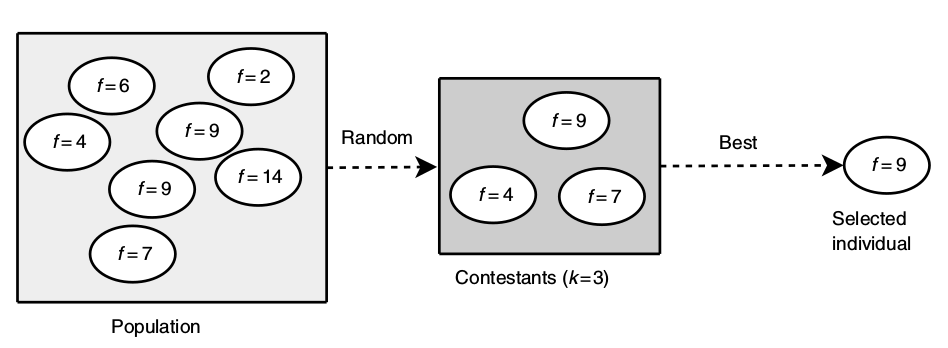 f=6
f=2
f=4
f=9
f=9
f=14
f=7
Population
Random
f=9
f=4
f=7
Contestants (k=3)
Best
f=9
Selected
individual